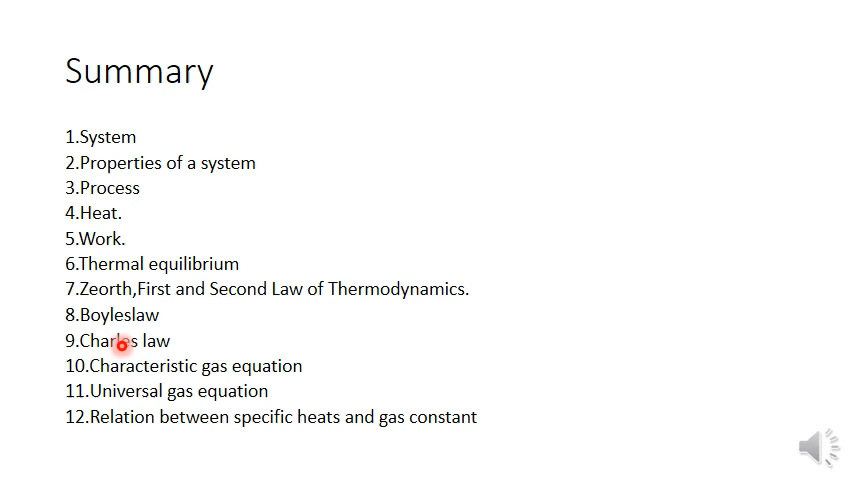 Summary
1.System
2.Properties of a system
3.Process
4.Heat.
5.Work.
6.Thermal equilibrium
7.Zeorth,First and Second Law of Thermodynamics.
8.Boyleslaw
9.Charles law
10.Characteristic gas equation
11.Universal gas equation
12.Relation between specific heats and gas constant